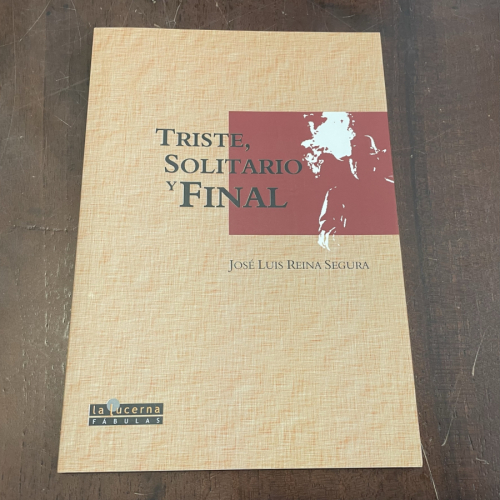 TRISTE,
SOLITARIO
Y FINAL
JOSÉ LUIS REINA SEGURA
la lucerna
FÁBULAS